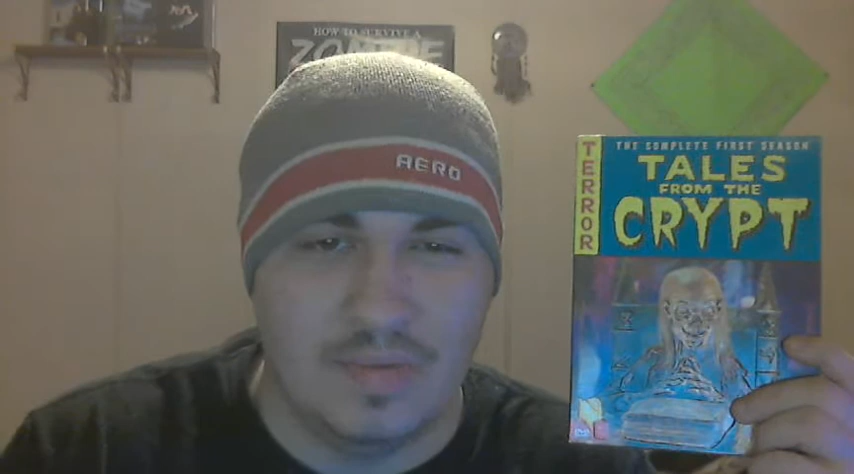 HOW TO SURVIVE A
ZOMBIE
AERO
TERROR
THE COMPLETE FIRST SEASON
TALES
FROM THE
CRYPT